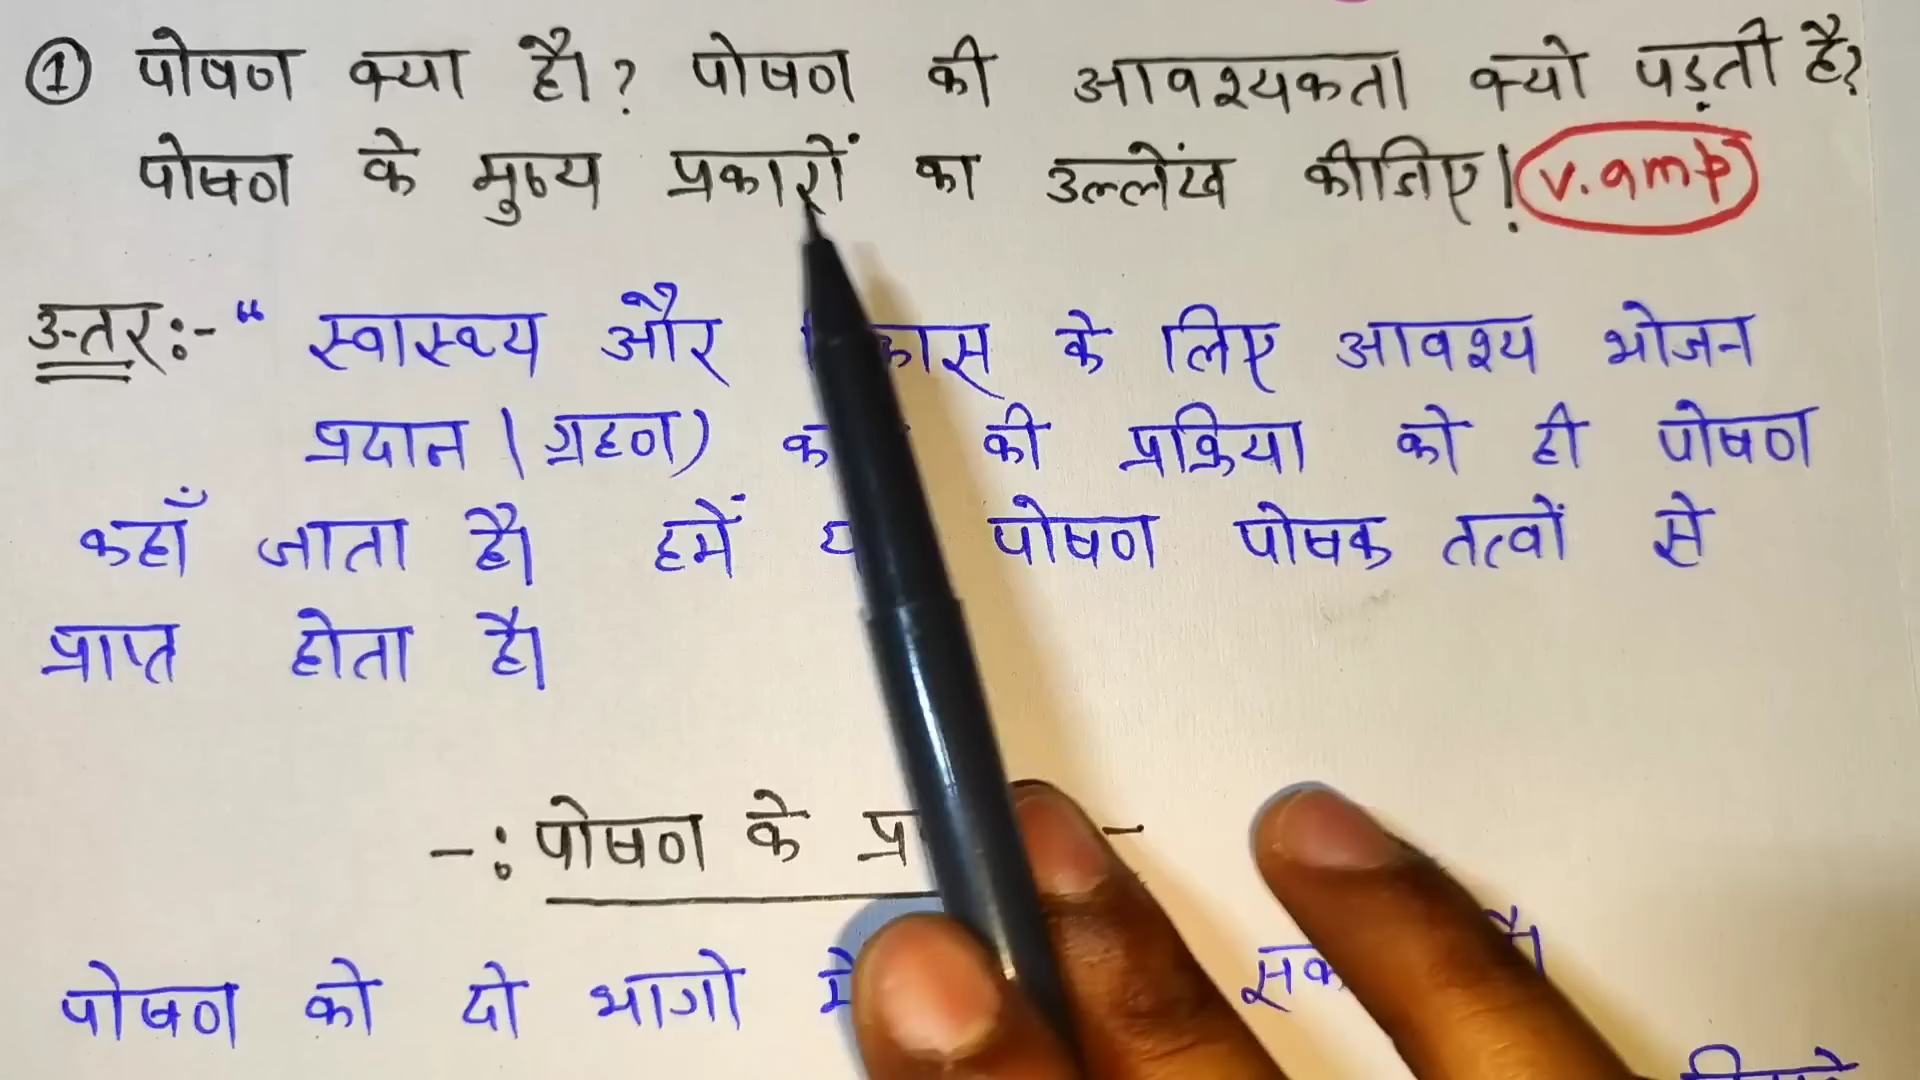 ① पोषण क्या है।? पोषण की आवश्यकता क्यो पड़ती है?
पोषण के मुख्य प्रकारों का उल्लेंख कीजिए! v. amp
उत्तर:- “ स्वास्थ्य और के लिए आवश्य भोजन
प्रदान (ग्रहण) की प्रक्रिया को ही पोषण
कहाँ जाता है। हमें पोषण पोषक तत्वों से
प्राप्त होता है।
-: पोषण के
पोषण को दो भागो मे